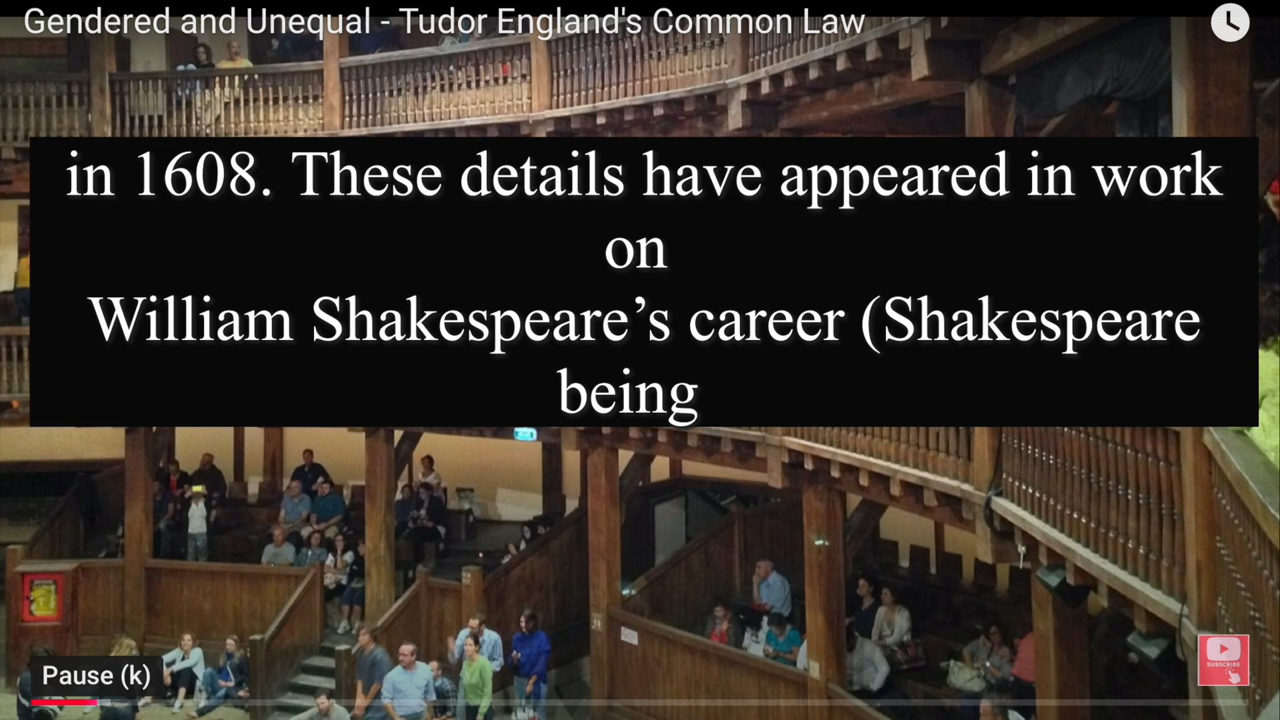 Gendered and Unequal - Tudor England's Common Law
in 1608. These details have appeared in work
on
William Shakespeare’s career (Shakespeare
being
Pause (k)
SUBSCRIBE